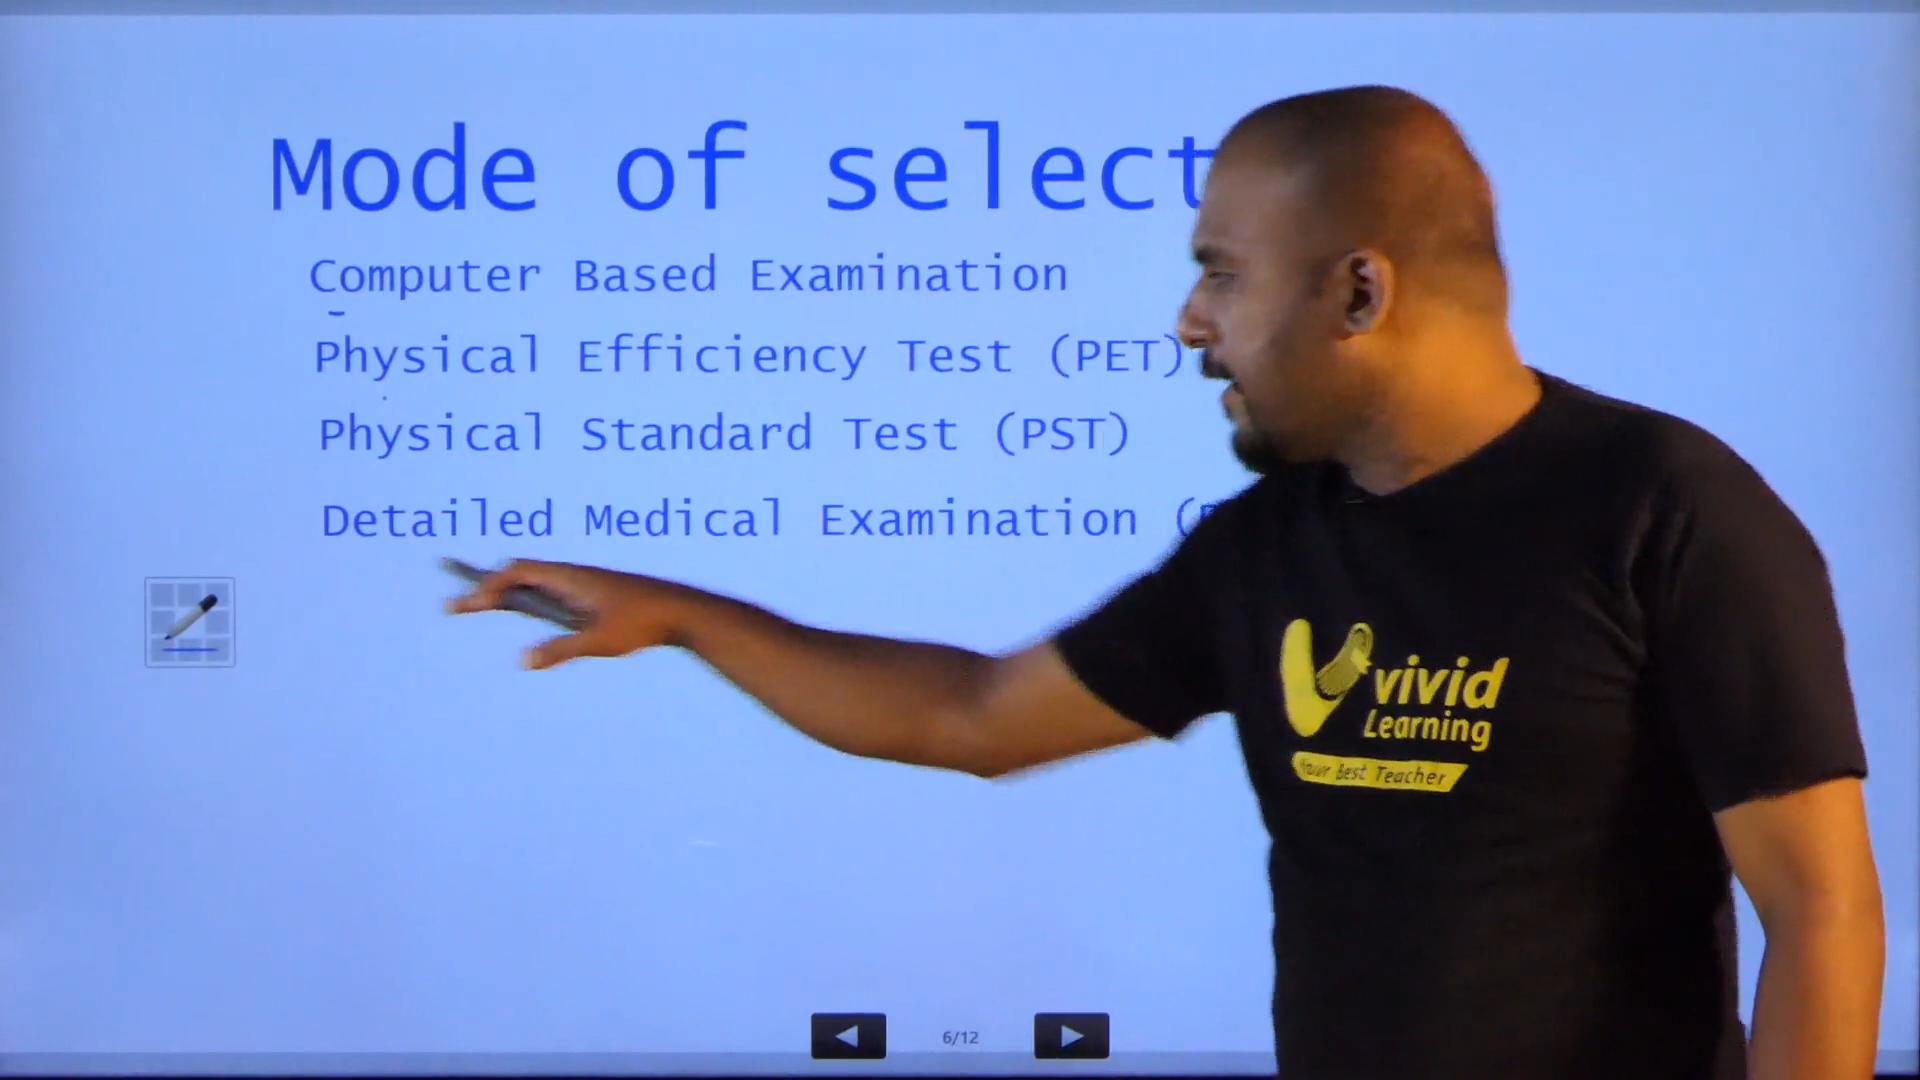 Mode of select
Computer Based Examination
Physical Efficiency Test (PET)
Physical Standard Test (PST)
Detailed Medical Examination (
vivid
Learning
Your Best Teacher
6/12